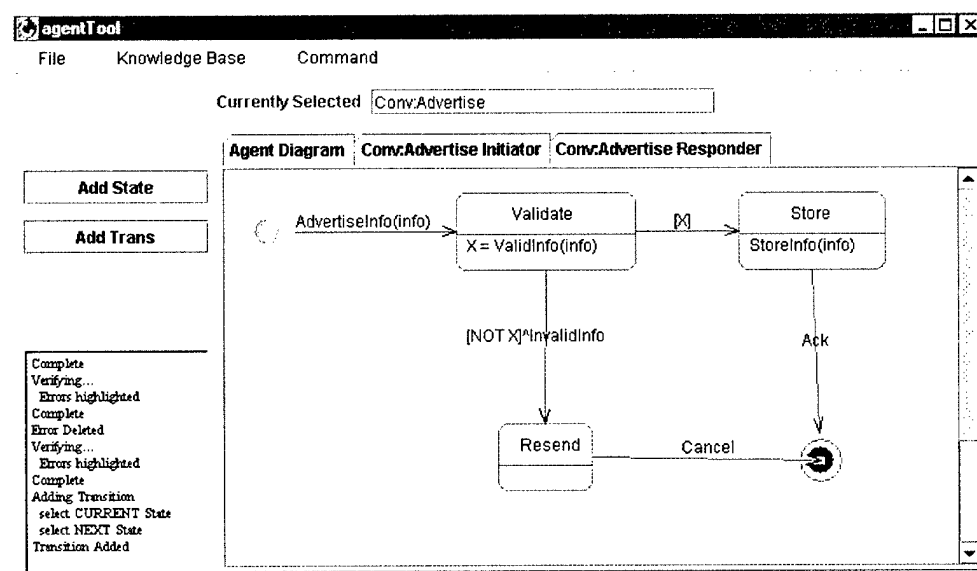 agentTool
File Knowledge Base Command
Currently Selected Conv:Advertise
Agent Diagram Conv:Advertise Initiator Conv:Advertise Responder
Add State
Add Trans
AdvertiseInfo(info)
Validate
X = ValidInfo(info)
[X]
Store
StoreInfo(info)
[NOT X]^InvalidInfo
Ack
Resend
Cancel
Complete
Verifying...
Errors highlighted
Complete
Error Deleted
Verifying...
Errors highlighted
Complete
Adding Transition
select CURRENT State
select NEXT State
Transition Added